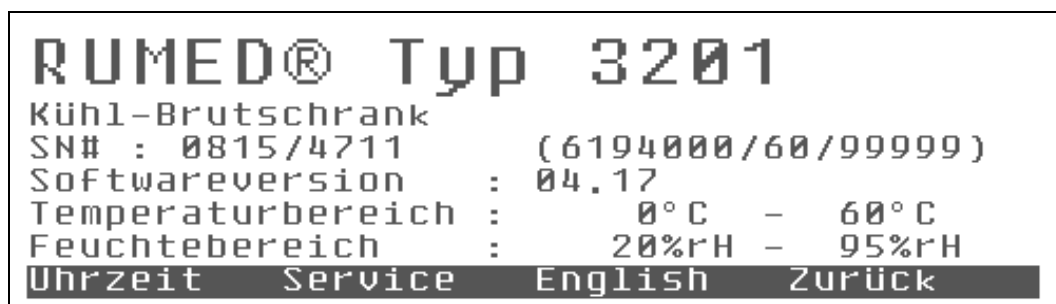 RUMED® Typ 3201
Kühl-Brutschrank
SN# : 0815/4711 (6194000/60/99999)
Softwareversion : 04.17
Temperaturbereich : 0°C - 60°C
Feuchtebereich : 20%rH - 95%rH
Uhrzeit Service English Zurück